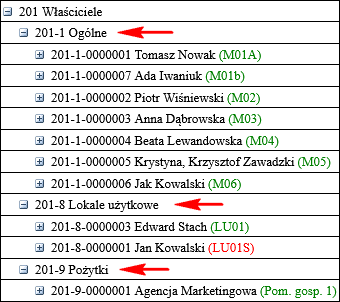 201 Właściciele
201-1 Ogólne
201-1-0000001 Tomasz Nowak (M01A)
201-1-0000007 Ada Iwaniuk (M01b)
201-1-0000002 Piotr Wiśniewski (M02)
201-1-0000003 Anna Dąbrowska (M03)
201-1-0000004 Beata Lewandowska (M04)
201-1-0000005 Krystyna, Krzysztof Zawadzki (M05)
201-1-0000006 Jak Kowalski (M06)
201-8 Lokale użytkowe
201-8-0000003 Edward Stach (LU01)
201-8-0000001 Jan Kowalski (LU01S)
201-9 Pożytki
201-9-0000001 Agencja Marketingowa (Pom. gosp. 1)